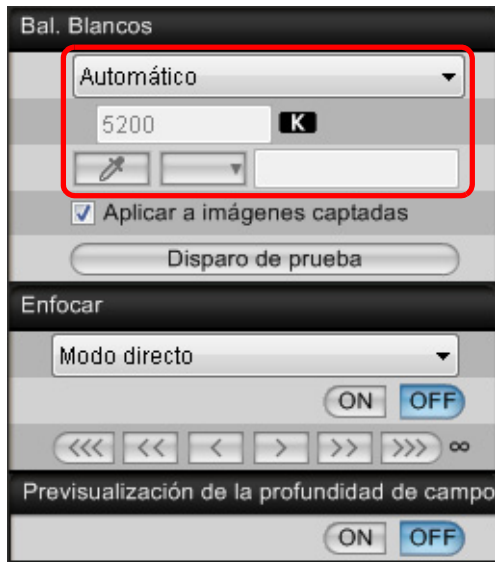 Bal. Blancos
Automático
5200 K
Aplicar a imágenes captadas
Disparo de prueba
Enfocar
Modo directo
ON OFF
<<< << < > >> >>> ∞
Previsualización de la profundidad de campo
ON OFF